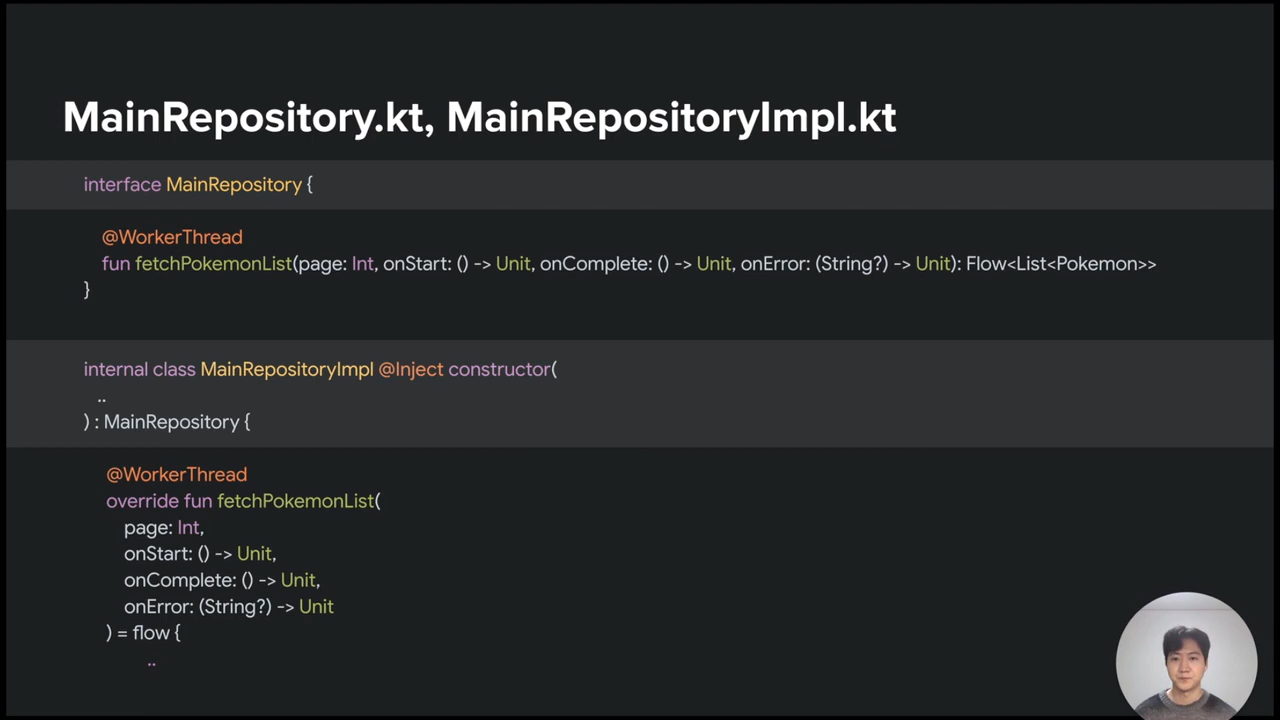 MainRepository.kt, MainRepositoryImpl.kt
interface MainRepository {
@WorkerThread
fun fetchPokemonList(page: Int, onStart: () -> Unit, onComplete: () -> Unit, onError: (String?) -> Unit): Flow<List<Pokemon>>
}
internal class MainRepositoryImpl @Inject constructor(
..
) : MainRepository {
@WorkerThread
override fun fetchPokemonList(
page: Int,
onStart: () -> Unit,
onComplete: () -> Unit,
onError: (String?) -> Unit
) = flow {
..